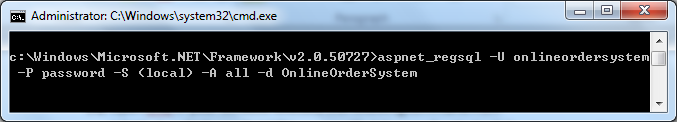 Administrator: C:\Windows\system32\cmd.exe
c:\Windows\Microsoft.NET\Framework\v2.0.50727>aspnet_regsql -U onlineordersystem
-P password -S (local) -A all -d OnlineOrderSystem